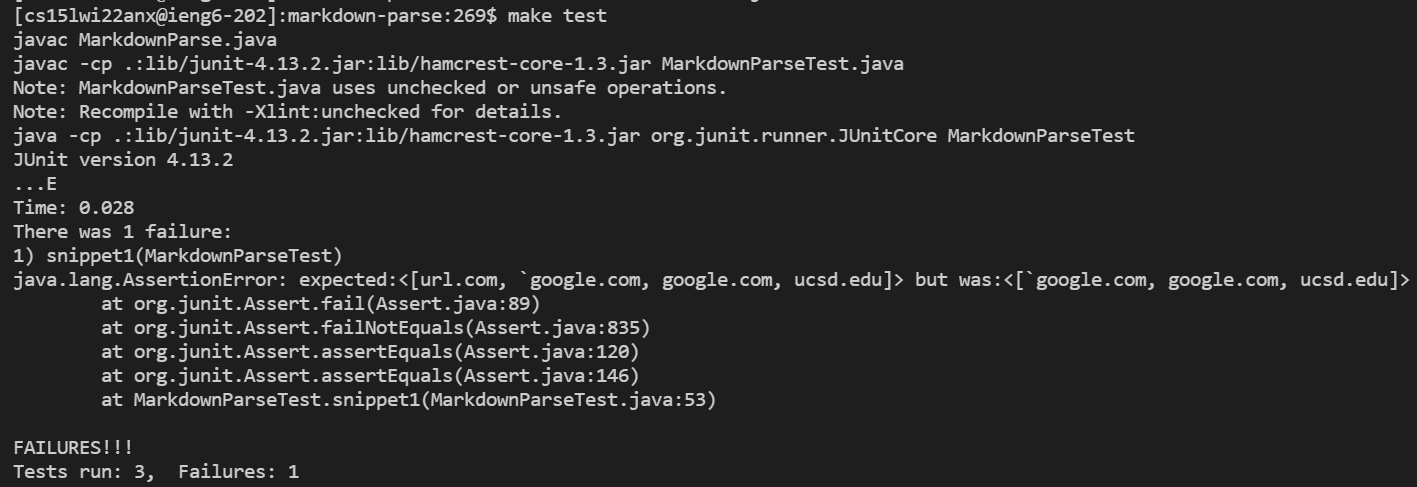 [cs15lwi22anx@ieng6-202]:markdown-parse:269$ make test
javac MarkdownParse.java
javac -cp .:lib/junit-4.13.2.jar:lib/hamcrest-core-1.3.jar MarkdownParseTest.java
Note: MarkdownParseTest.java uses unchecked or unsafe operations.
Note: Recompile with -Xlint:unchecked for details.
java -cp .:lib/junit-4.13.2.jar:lib/hamcrest-core-1.3.jar org.junit.runner.JUnitCore MarkdownParseTest
JUnit version 4.13.2
...E
Time: 0.028
There was 1 failure:
1) snippet1(MarkdownParseTest)
java.lang.AssertionError: expected:<[url.com, `google.com, google.com, ucsd.edu]> but was:<[`google.com, google.com, ucsd.edu]>
        at org.junit.Assert.fail(Assert.java:89)
        at org.junit.Assert.failNotEquals(Assert.java:835)
        at org.junit.Assert.assertEquals(Assert.java:120)
        at org.junit.Assert.assertEquals(Assert.java:146)
        at MarkdownParseTest.snippet1(MarkdownParseTest.java:53)

FAILURES!!!
Tests run: 3,  Failures: 1